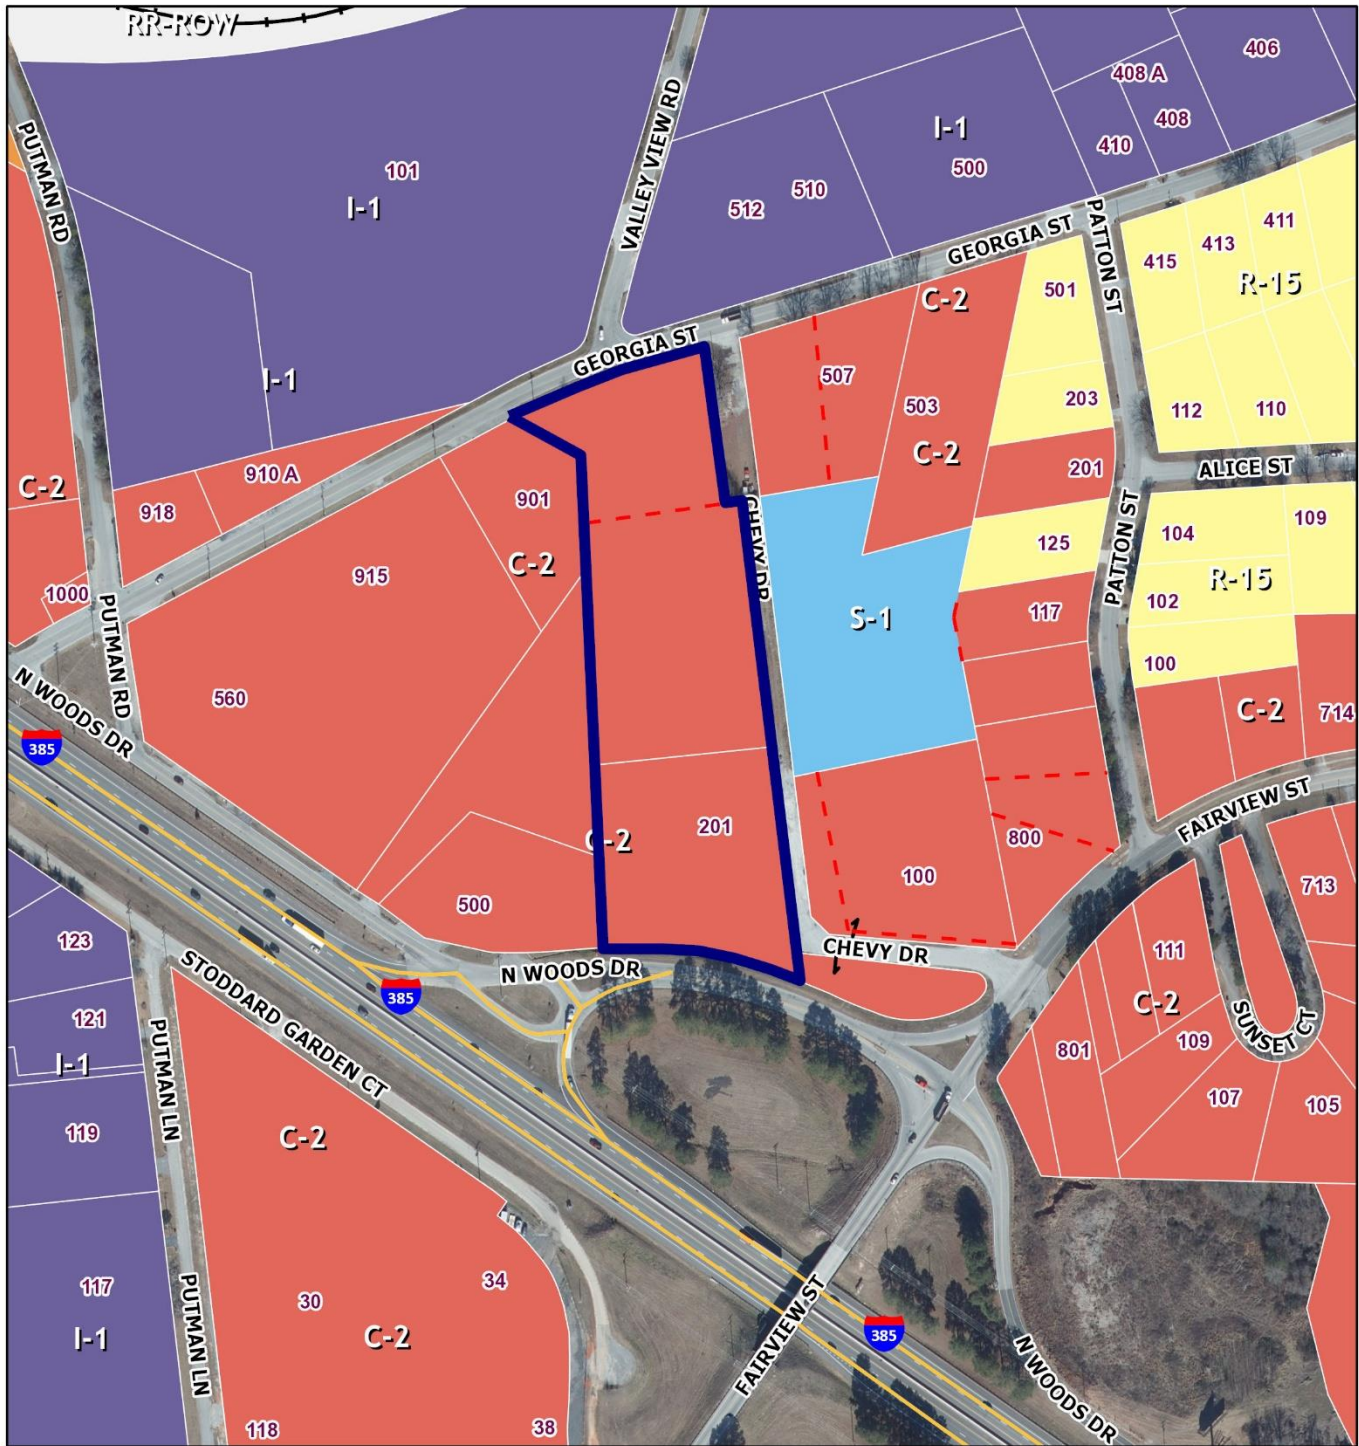 RR-ROW
406
408 A
408
410
I-1
500
510
512
101
I-1
PUTMAN RD
VALLEY VIEW RD
GEORGIA ST
PATTON ST
411
413
415
R-15
501
C-2
GEORGIA ST
I-1
507
203
503
112
110
C-2
201
ALICE ST
910 A
918
C-2
901
CHEVY DR
109
104
125
PATTON ST
C-2
915
R-15
102
1000
PUTMAN RD
S-1
117
100
N WOODS DR
560
C-2
714
385
FAIRVIEW ST
201
C-2
800
100
713
500
CHEVY DR
111
123
STODDARD GARDEN CT
N WOODS DR
385
C-2
121
PUTMAN LN
SUNSET CT
109
801
I-1
107
105
119
C-2
34
117
30
I-1
C-2
PUTMAN LN
FAIRVIEW ST
385
N WOODS DR
118
38